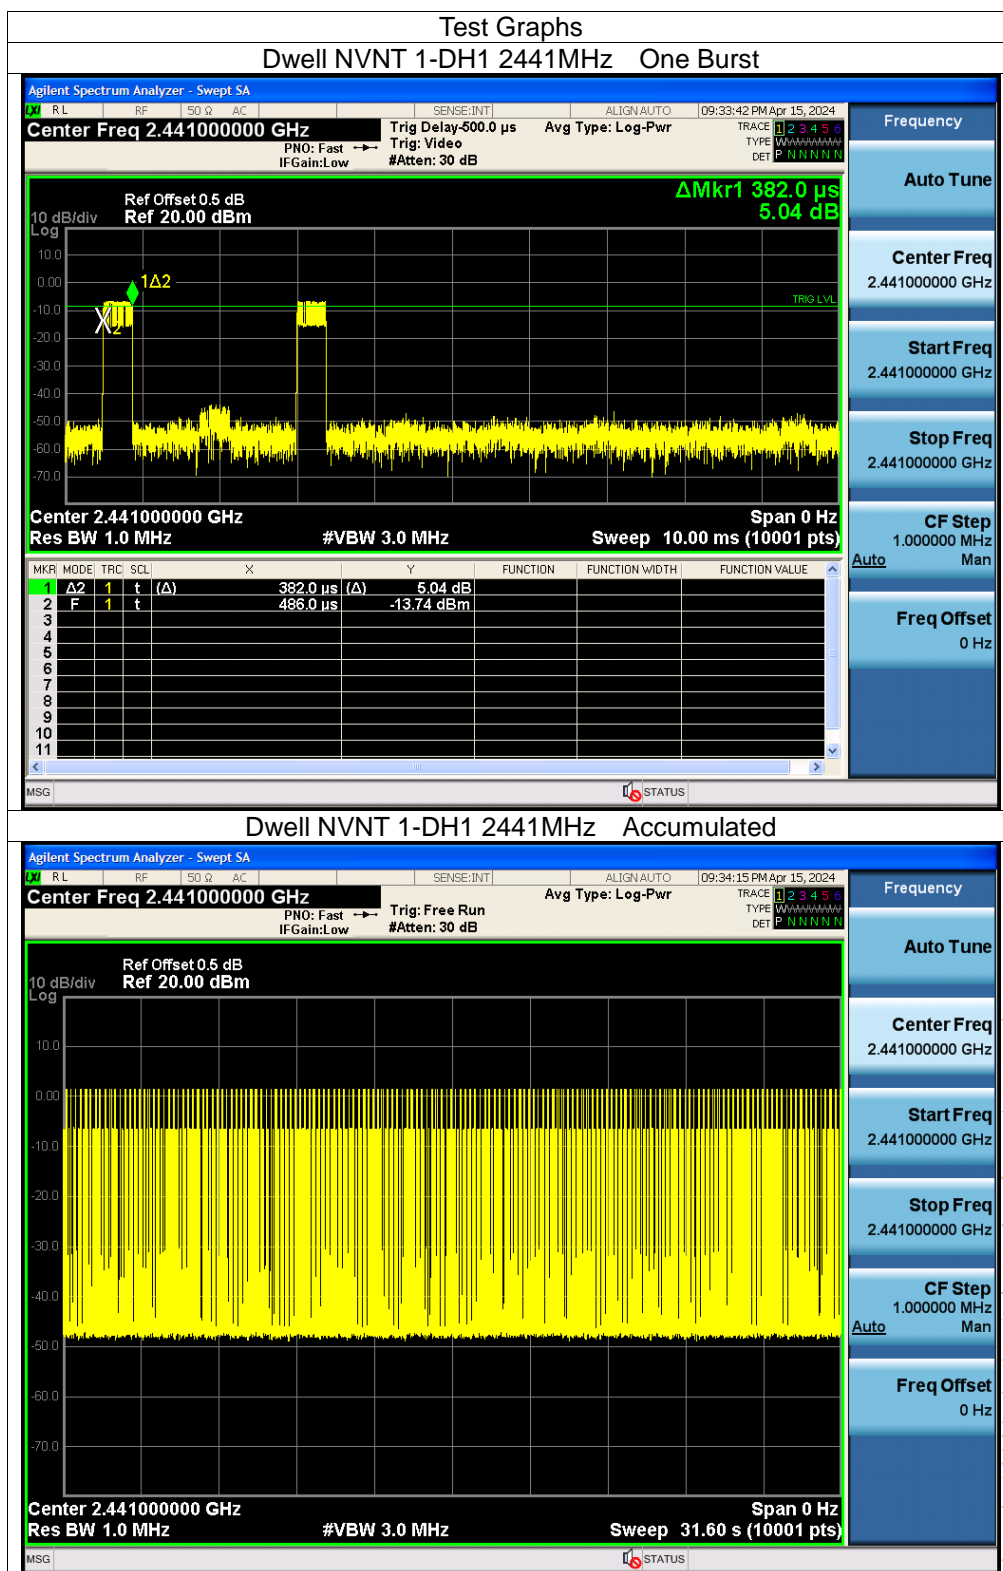 Test Graphs
Dwell NVNT 1-DH1 2441MHz One Burst
Agilent Spectrum Analyzer - Swept SA
LXI RL RF 50 Ω AC SENSE:INT ALIGN AUTO 09:33:42 PM Apr 15, 2024
Center Freq 2.441000000 GHz
PNO: Fast
IFGain:Low
Trig Delay-500.0 µs
Trig: Video
#Atten: 30 dB
Avg Type: Log-Pwr
TRACE 1 2 3 4 5 6
TYPE WWWWWW
DET P N N N N N
Frequency
Auto Tune
Center Freq
2.441000000 GHz
Start Freq
2.441000000 GHz
Stop Freq
2.441000000 GHz
CF Step
1.000000 MHz
Auto Man
Freq Offset
0 Hz
ΔMkr1 382.0 µs
5.04 dB
Ref Offset 0.5 dB
10 dB/div Ref 20.00 dBm
Log
10.0
0.00
-10.0
-20.0
-30.0
-40.0
-50.0
-60.0
-70.0
1Δ2
X2
TRIG LVL
Center 2.441000000 GHz Span 0 Hz
Res BW 1.0 MHz #VBW 3.0 MHz Sweep 10.00 ms (10001 pts)
MKR MODE TRC SCL X Y FUNCTION FUNCTION WIDTH FUNCTION VALUE
1 Δ2 1 t (Δ) 382.0 µs (Δ) 5.04 dB
2 F 1 t 486.0 µs -13.74 dBm
3
4
5
6
7
8
9
10
11
MSG STATUS
Dwell NVNT 1-DH1 2441MHz Accumulated
Agilent Spectrum Analyzer - Swept SA
LXI RL RF 50 Ω AC SENSE:INT ALIGN AUTO 09:34:15 PM Apr 15, 2024
Center Freq 2.441000000 GHz
PNO: Fast
IFGain:Low
Trig: Free Run
#Atten: 30 dB
Avg Type: Log-Pwr
TRACE 1 2 3 4 5 6
TYPE WWWWWW
DET P N N N N N
Frequency
Auto Tune
Center Freq
2.441000000 GHz
Start Freq
2.441000000 GHz
Stop Freq
2.441000000 GHz
CF Step
1.000000 MHz
Auto Man
Freq Offset
0 Hz
Ref Offset 0.5 dB
10 dB/div Ref 20.00 dBm
Log
10.0
0.00
-10.0
-20.0
-30.0
-40.0
-50.0
-60.0
-70.0
Center 2.441000000 GHz Span 0 Hz
Res BW 1.0 MHz #VBW 3.0 MHz Sweep 31.60 s (10001 pts)
MSG STATUS